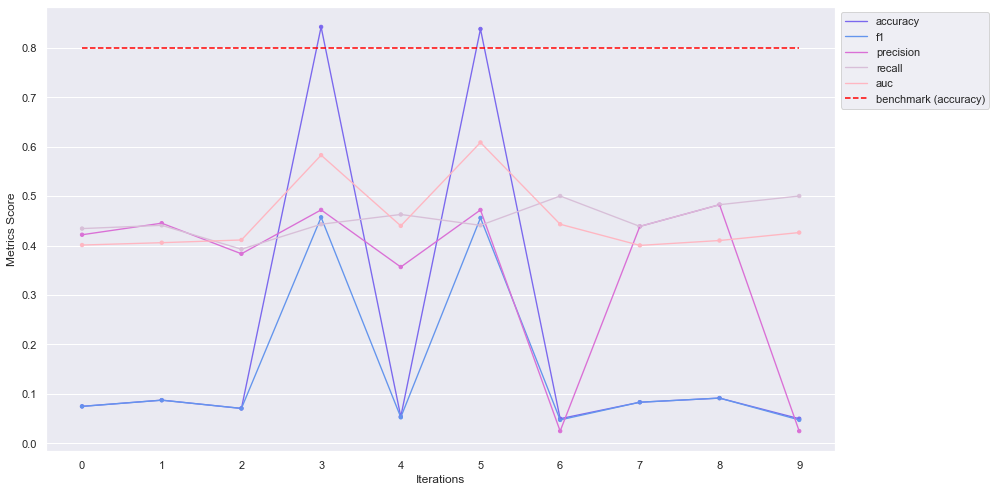 0.8
0.7
0.6
0.5
0.4
0.3
0.2
0.1
0.0
Metrics Score
0 1 2 3 4 5 6 7 8 9
Iterations
accuracy
f1
precision
recall
auc
benchmark (accuracy)